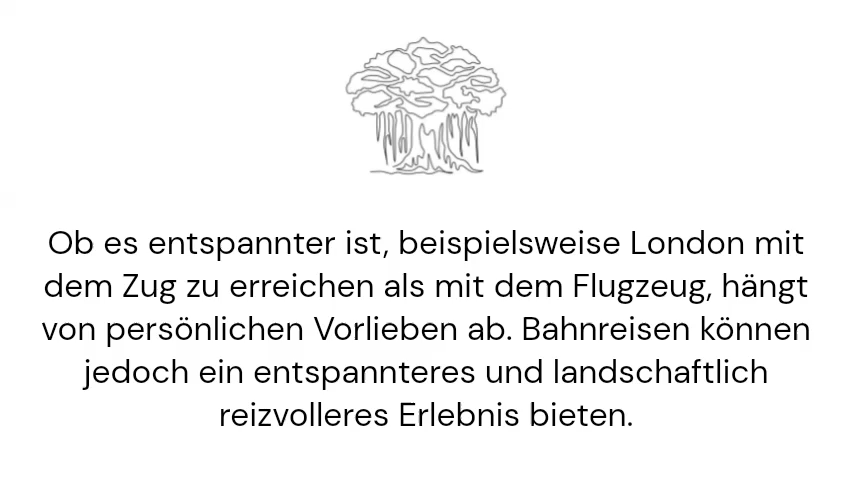 Ob es entspannter ist, beispielsweise London mit
dem Zug zu erreichen als mit dem Flugzeug, hängt
von persönlichen Vorlieben ab. Bahnreisen können
jedoch ein entspannteres und landschaftlich
reizvolleres Erlebnis bieten.